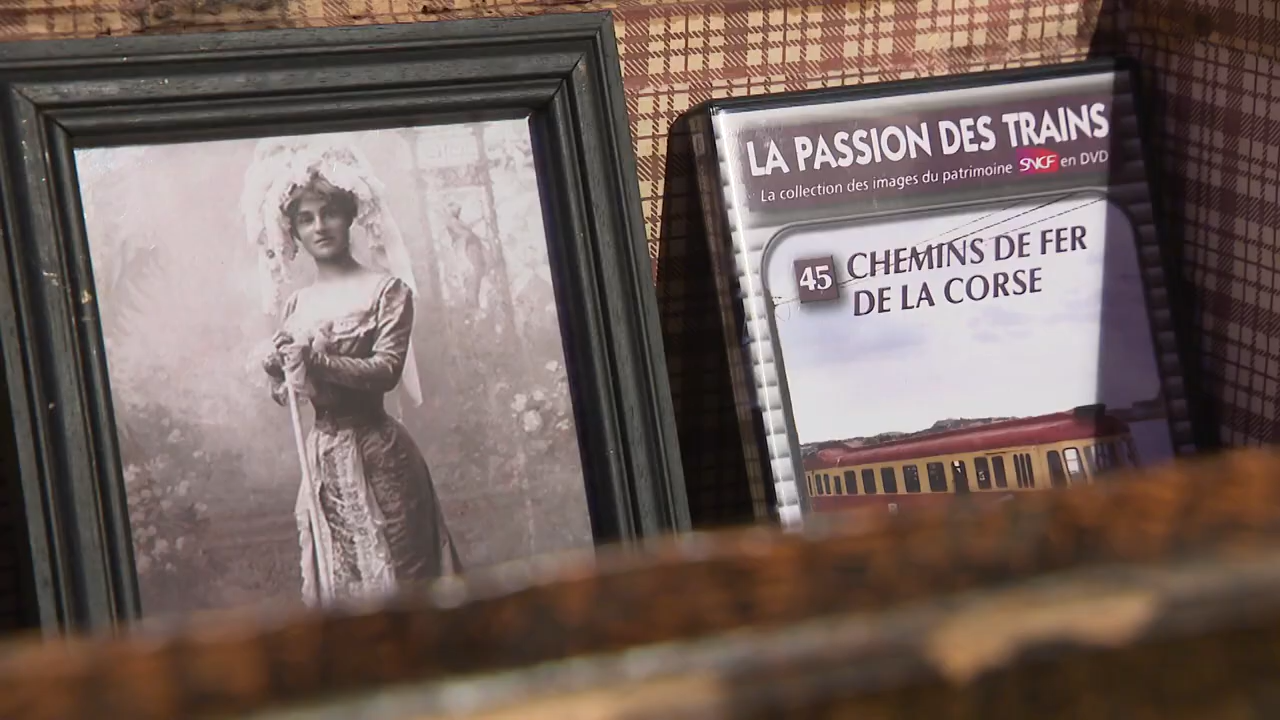 LA PASSION DES TRAINS
La collection des images du patrimoine SNCF en DVD
45 CHEMINS DE FER
DE LA CORSE